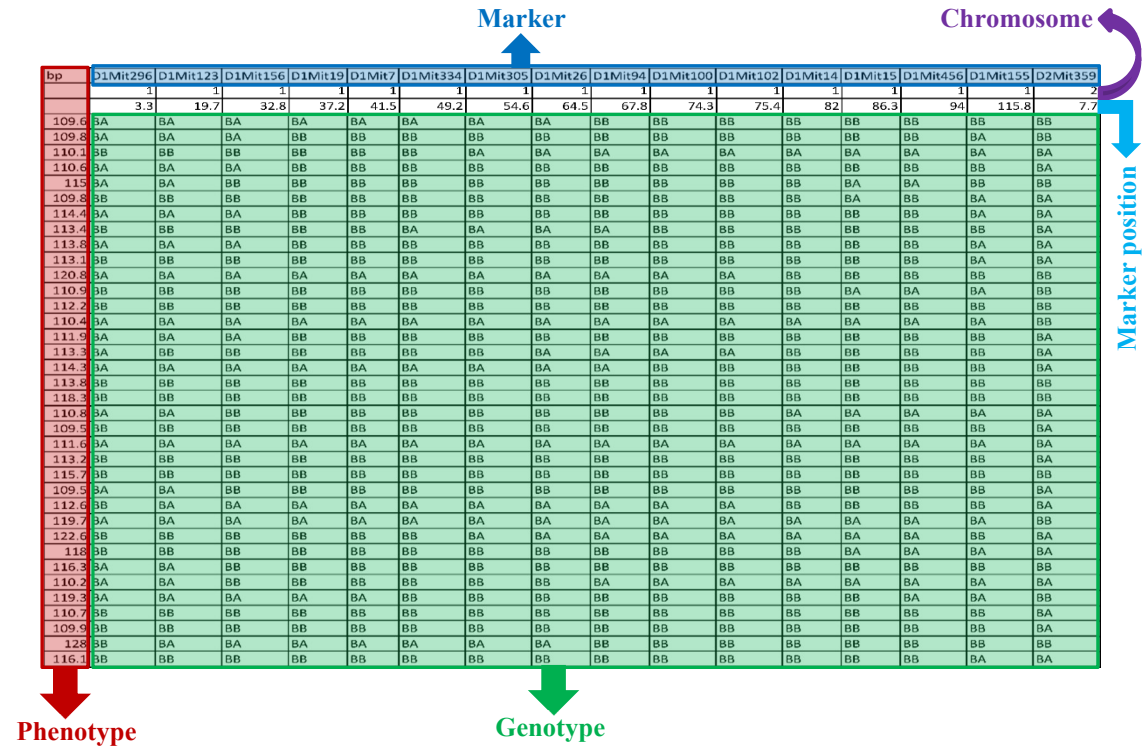 Marker
Chromosome
bp D1Mit296 D1Mit123 D1Mit156 D1Mit19 D1Mit7 D1Mit334 D1Mit305 D1Mit26 D1Mit94 D1Mit100 D1Mit102 D1Mit14 D1Mit15 D1Mit456 D1Mit155 D2Mit359
1 1 1 1 1 1 1 1 1 1 1 1 1 1 1 2
3.3 19.7 32.8 37.2 41.5 49.2 54.6 64.5 67.8 74.3 75.4 82 86.3 94 115.8 7.7
109.6 BA BA BA BA BA BA BA BA BB BB BB BB BB BB BB BB
109.8 BA BA BA BB BB BB BB BB BB BB BB BB BB BB BA BB
110.1 BB BB BB BB BB BB BA BA BA BA BA BA BA BA BA BB
110.6 BA BA BA BB BB BB BB BB BB BB BB BB BB BB BB BA
115 BA BA BB BB BB BB BB BB BB BB BB BB BA BA BB BA
109.8 BB BB BB BB BB BB BB BB BB BB BB BB BA BB BA BA
114.4 BA BA BA BB BB BB BB BB BB BB BB BB BB BB BB BA
113.4 BB BB BB BB BB BA BA BA BA BB BB BB BB BB BB BA
113.8 BA BA BA BB BB BB BB BB BB BB BB BB BB BB BA BA
113.1 BB BB BB BB BB BB BB BB BB BB BB BB BB BB BA BA
120.8 BA BA BA BA BA BA BA BA BA BA BA BB BB BB BB BA
110.9 BB BB BB BB BB BB BB BB BB BB BB BB BA BA BA BB
112.2 BB BB BB BB BB BB BB BB BB BB BB BB BB BB BB BB
110.4 BA BA BA BA BA BA BA BA BA BA BA BA BA BA BA BB
111.9 BA BA BA BB BB BB BB BB BB BB BB BB BB BB BB BA
113.3 BA BB BB BB BB BB BB BA BA BA BA BB BB BB BB BA
114.3 BA BA BA BA BA BA BA BA BB BB BB BB BB BB BB BA
113.8 BB BB BB BB BB BB BB BB BB BB BB BB BB BB BB BA
118.3 BB BB BB BB BB BB BB BB BB BB BB BB BB BB BB BB
110.8 BA BA BB BB BB BB BB BB BB BB BB BA BA BA BA BB
109.5 BB BB BB BB BB BB BB BB BB BB BB BB BB BB BB BA
111.6 BA BA BA BA BA BA BA BA BA BA BA BA BA BA BA BA
113.2 BB BB BB BB BB BB BB BB BB BB BB BB BB BB BB BA
115.7 BB BB BB BB BB BB BB BB BB BB BB BB BB BB BB BB
109.5 BA BA BB BB BB BB BB BB BB BB BB BB BB BB BB BA
112.6 BB BA BA BA BA BA BA BA BB BB BB BB BB BB BB BB
119.7 BA BA BA BA BA BA BA BA BA BA BA BA BA BA BA BB
122.6 BB BB BB BB BB BB BA BA BA BA BA BA BA BA BB BB
118 BB BB BB BB BB BB BB BB BB BB BB BB BA BA BA BB
116.3 BA BA BB BB BB BB BB BB BB BB BB BB BB BB BB BA
110.2 BA BA BB BB BB BB BB BB BA BA BA BA BA BA BA BB
119.3 BA BA BA BA BA BB BB BB BB BB BB BB BB BA BA BB
110.7 BB BB BB BB BB BB BB BB BB BB BB BB BB BB BB BA
109.9 BB BB BB BB BB BB BB BB BB BB BB BB BB BB BB BB
128 BB BA BA BA BA BA BA BB BB BB BB BB BB BB BB BB
116.1 BB BB BB BB BB BB BB BB BB BB BB BB BB BB BA BA
Marker position
Phenotype
Genotype